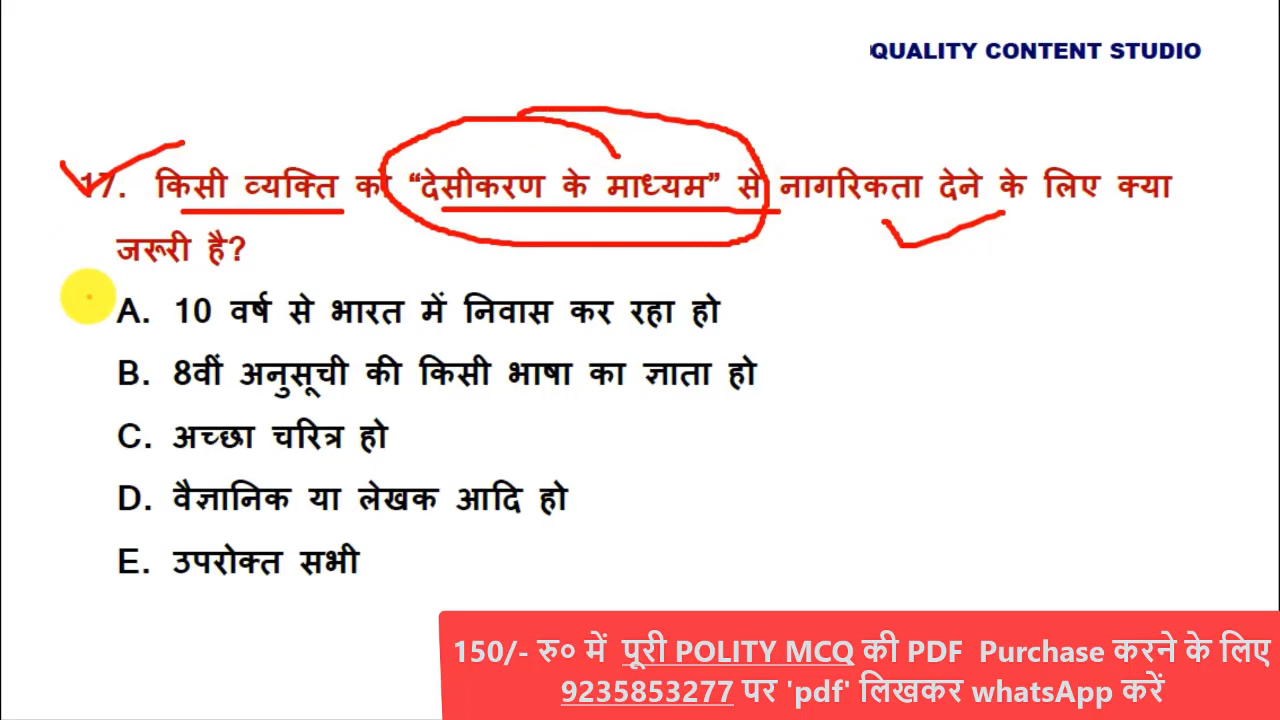 QUALITY CONTENT STUDIO
17. किसी व्यक्ति का “देसीकरण के माध्यम” से नागरिकता देने के लिए क्या
जरूरी है?
A. 10 वर्ष से भारत में निवास कर रहा हो
B. 8वीं अनुसूची की किसी भाषा का ज्ञाता हो
C. अच्छा चरित्र हो
D. वैज्ञानिक या लेखक आदि हो
E. उपरोक्त सभी
150/- रु० में पूरी POLITY MCQ की PDF Purchase करने के लिए
9235853277 पर 'pdf' लिखकर whatsApp करें